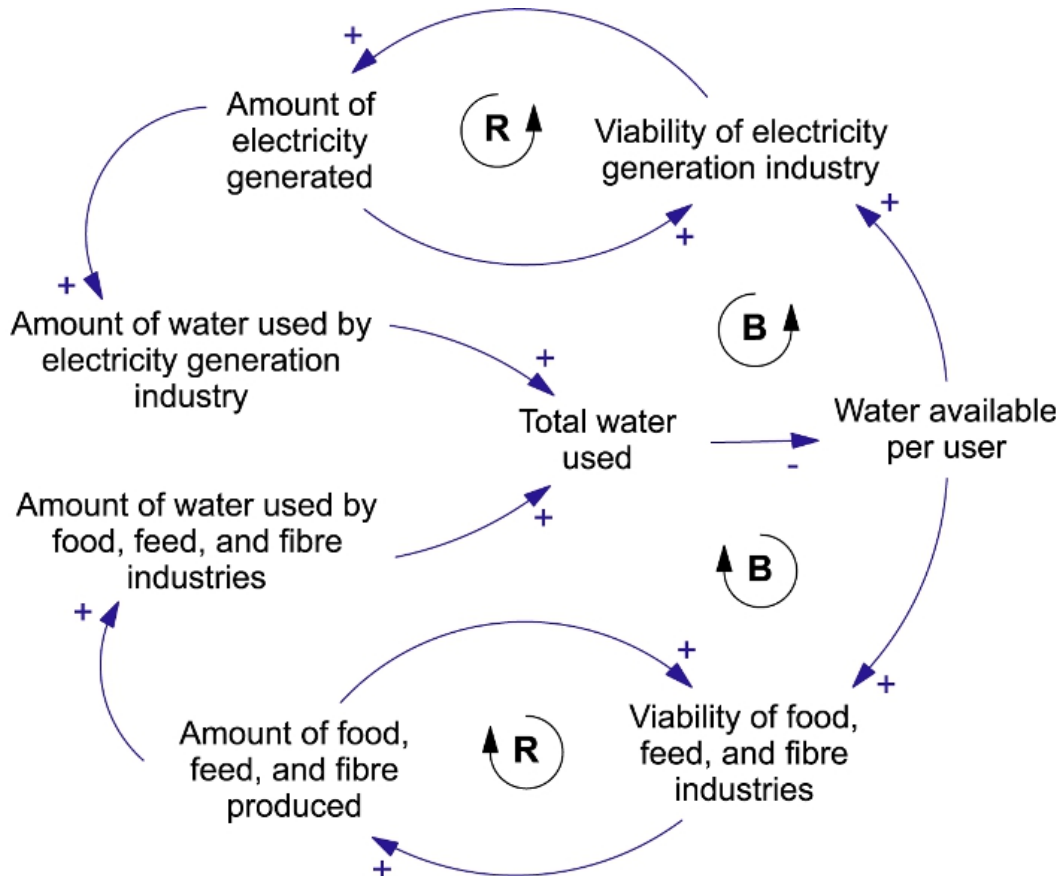 +
Amount of
electricity
generated
R
Viability of electricity
generation industry
+
+
+
Amount of water used by
electricity generation
industry
B
+
Total water
used
Water available
per user
-
Amount of water used by
food, feed, and fibre
industries
+
B
+
+
+
Amount of food,
feed, and fibre
produced
R
Viability of food,
feed, and fibre
industries
+